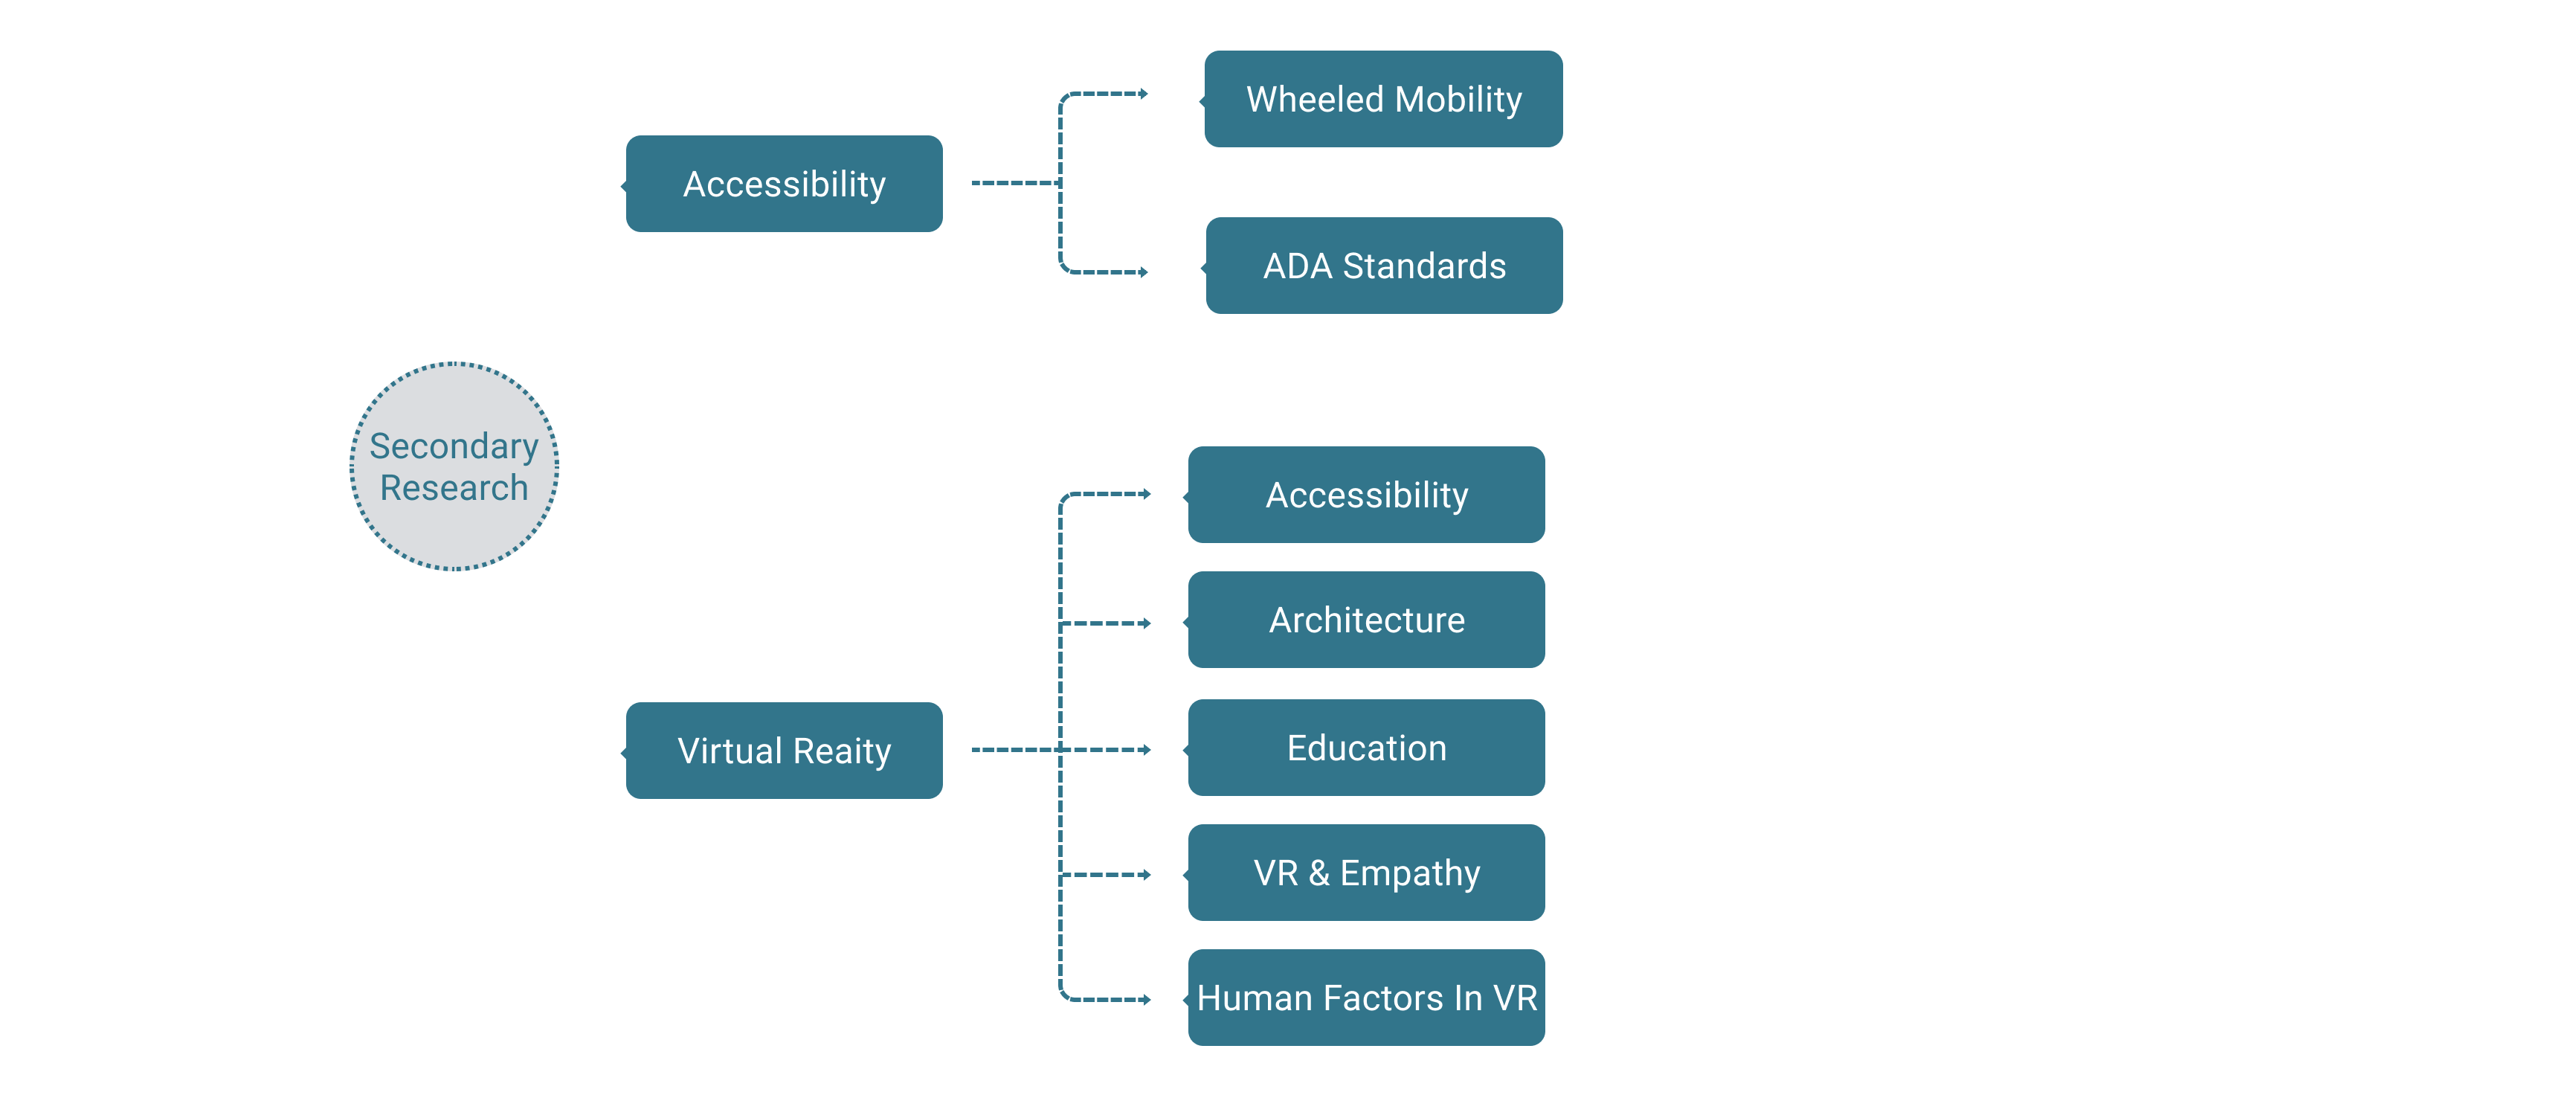 Secondary
Research
Accessibility
Wheeled Mobility
ADA Standards
Virtual Reaity
Accessibility
Architecture
Education
VR & Empathy
Human Factors In VR